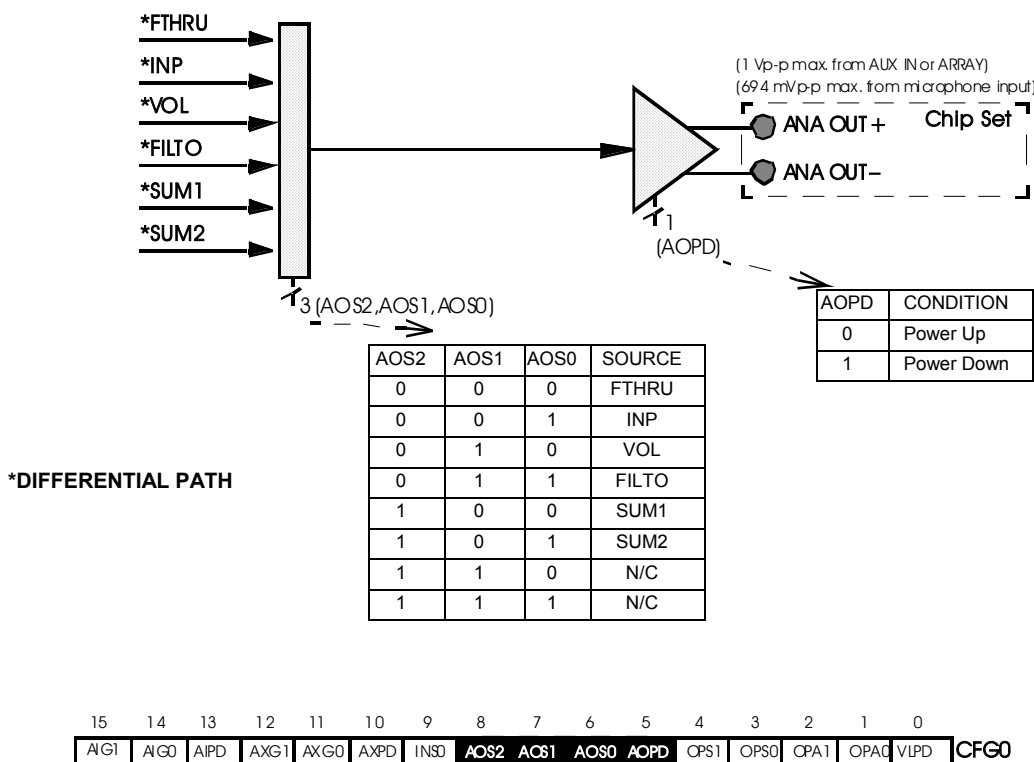 *FTHRU
*INP
*VOL
*FILTO
*SUM1
*SUM2
(1 Vp-p max. from AUX IN or ARRAY)
(694 mVp-p max. from microphone input)
Chip Set
ANA OUT+
ANA OUT–
1
(AOPD)
3 (AOS2,AOS1,AOS0)
AOPD CONDITION
0 Power Up
1 Power Down
AOS2 AOS1 AOS0 SOURCE
0 0 0 FTHRU
0 0 1 INP
0 1 0 VOL
0 1 1 FILTO
1 0 0 SUM1
1 0 1 SUM2
1 1 0 N/C
1 1 1 N/C
*DIFFERENTIAL PATH
15 14 13 12 11 10 9 8 7 6 5 4 3 2 1 0
AIG1 AIG0 AIPD AXG1 AXG0 AXPD INS0 AOS2 AOS1 AOS0 AOPD OPS1 OPS0 OPA1 OPA0 VLPD CFG0